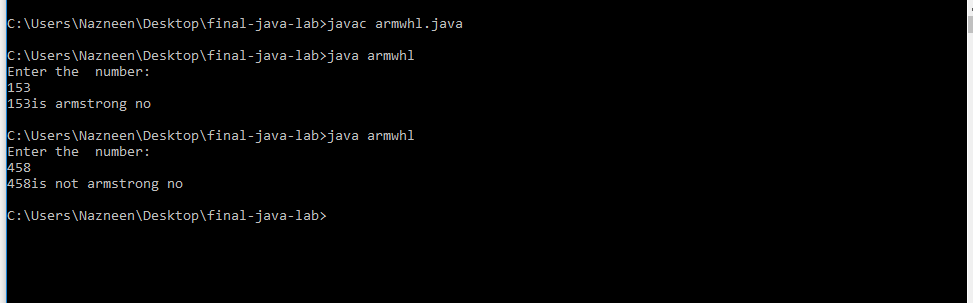 C:\Users\Nazneen\Desktop\final-java-lab>javac armwhl.java
C:\Users\Nazneen\Desktop\final-java-lab>java armwhl
Enter the  number:
153
153is armstrong no
C:\Users\Nazneen\Desktop\final-java-lab>java armwhl
Enter the  number:
458
458is not armstrong no
C:\Users\Nazneen\Desktop\final-java-lab>